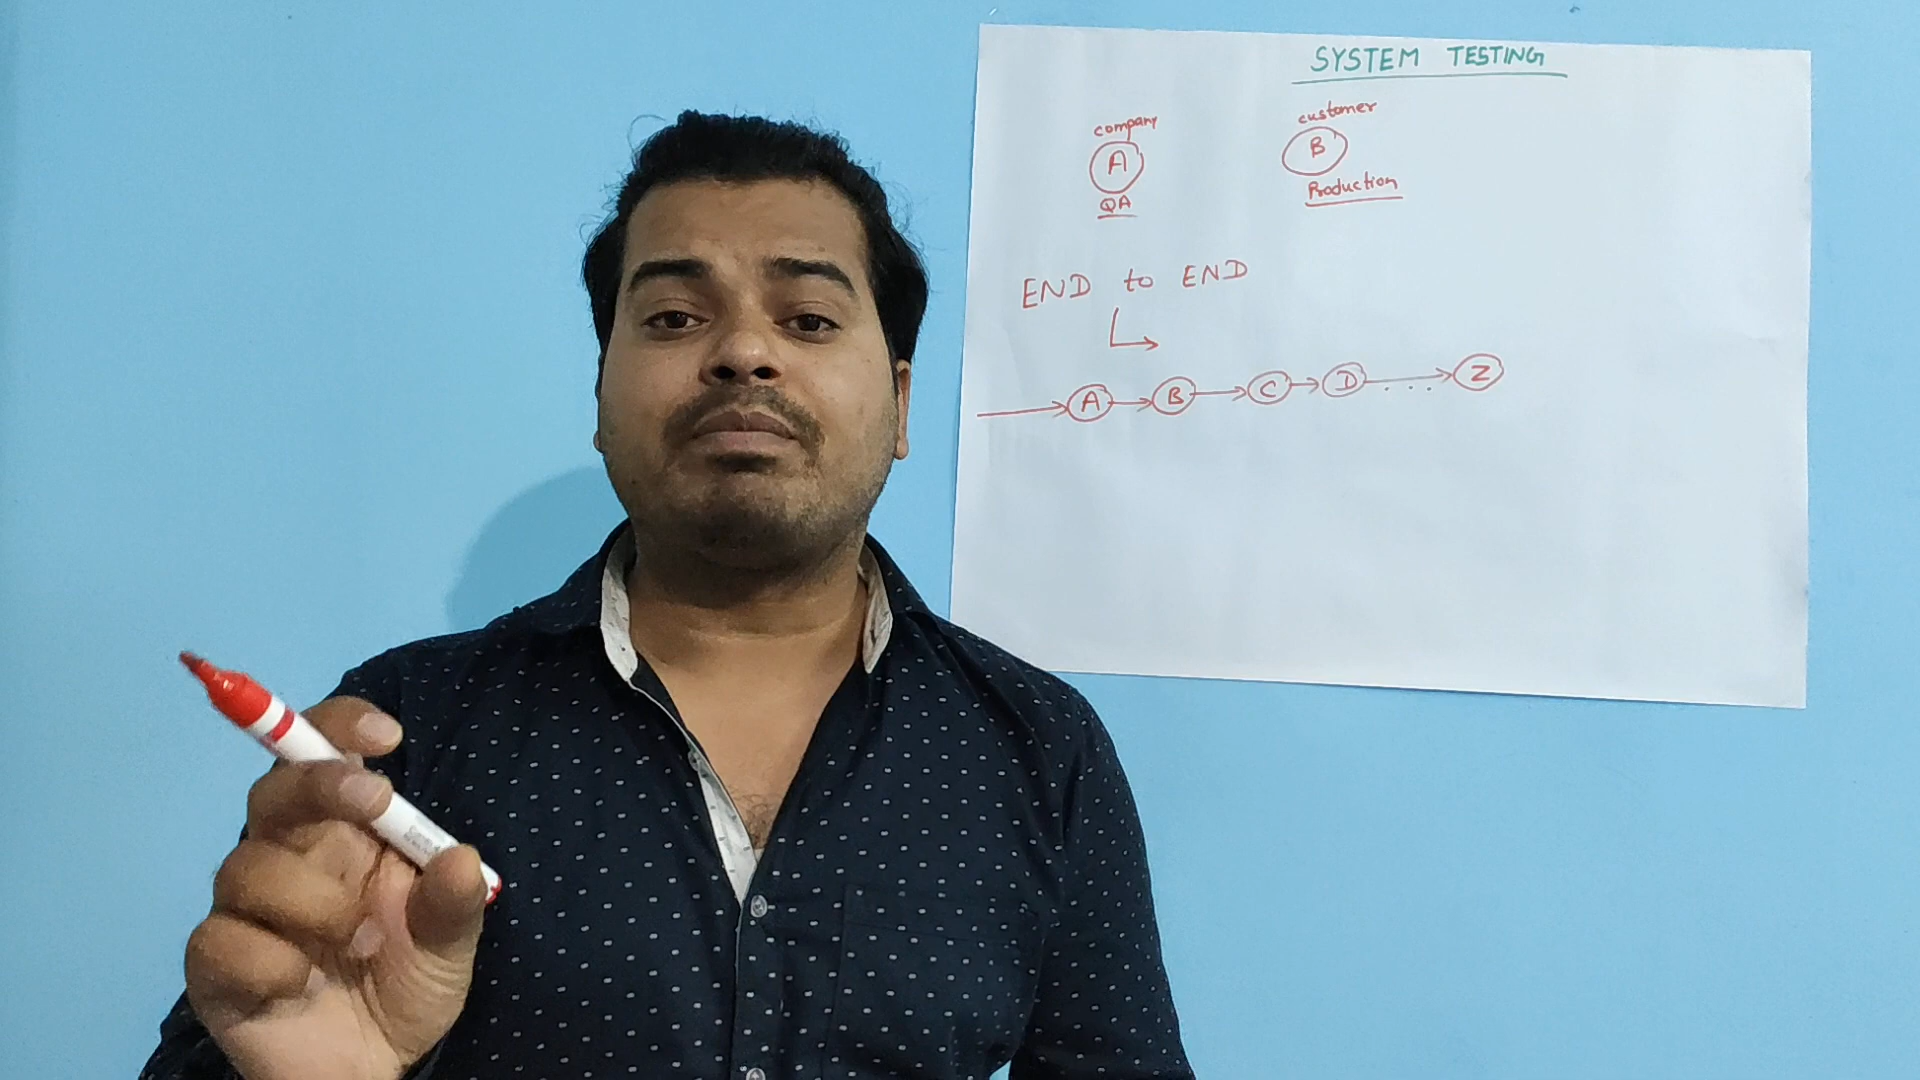 SYSTEM TESTING
company customer
A B
QA Production
END to END
A B C D . . . Z